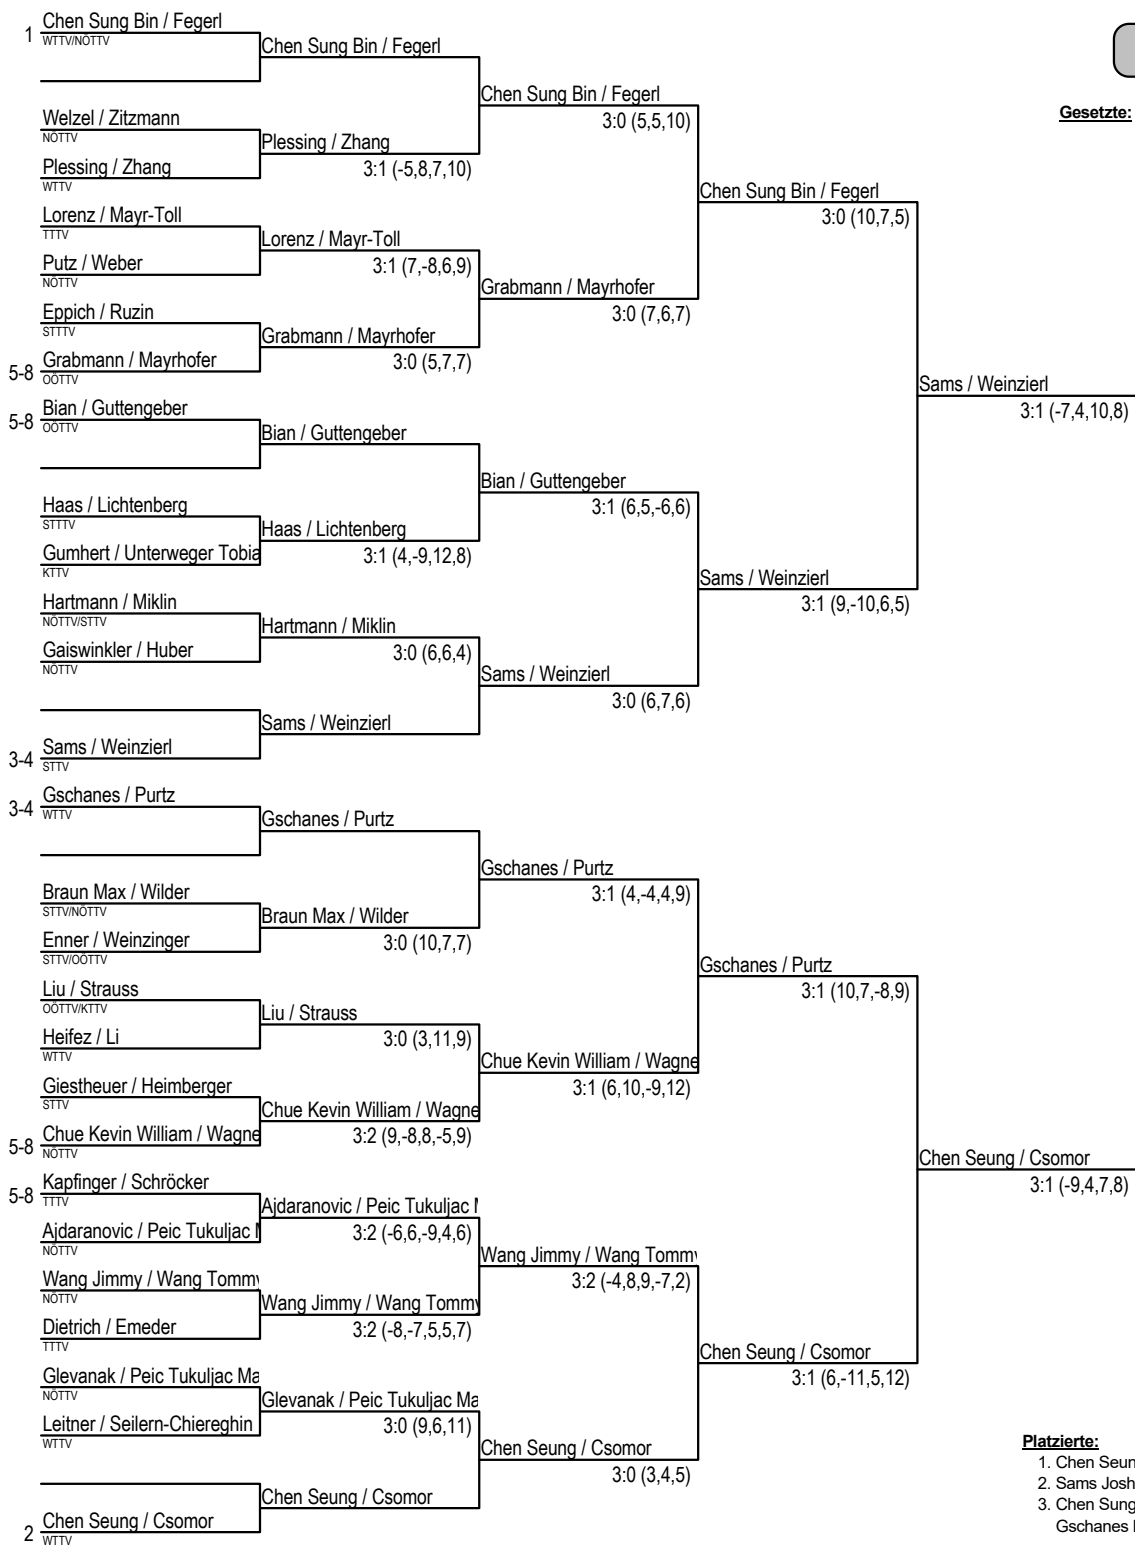 1 Chen Sung Bin / Fegerl
WTTV/NÖTTV
Welzel / Zitzmann
NÖTTV
Plessing / Zhang
WTTV
Lorenz / Mayr-Toll
TTTV
Putz / Weber
NÖTTV
Eppich / Ruzin
STTTV
5-8 Grabmann / Mayrhofer
OÖTTV
5-8 Bian / Guttengeber
OÖTTV
Haas / Lichtenberg
STTTV
Gumhert / Unterweger Tobia
KTTV
Hartmann / Miklin
NÖTTV/STTV
Gaiswinkler / Huber
NÖTTV
3-4 Sams / Weinzierl
STTV
3-4 Gschanes / Purtz
WTTV
Braun Max / Wilder
STTV/NÖTTV
Enner / Weinzinger
STTV/OÖTTV
Liu / Strauss
OÖTTV/KTTV
Heifez / Li
WTTV
Giestheuer / Heimberger
STTV
5-8 Chue Kevin William / Wagne
NÖTTV
5-8 Kapfinger / Schröcker
TTTV
Ajdaranovic / Peic Tukuljac
NÖTTV
Wang Jimmy / Wang Tommy
NÖTTV
Dietrich / Emeder
TTTV
Glevanak / Peic Tukuljac Ma
NÖTTV
Leitner / Seilern-Chiereghin
WTTV
2 Chen Seung / Csomor
WTTV
Chen Sung Bin / Fegerl
Plessing / Zhang
3:1 (-5,8,7,10)
Lorenz / Mayr-Toll
3:1 (7,-8,6,9)
Grabmann / Mayrhofer
3:0 (5,7,7)
Bian / Guttengeber
Haas / Lichtenberg
3:1 (4,-9,12,8)
Hartmann / Miklin
3:0 (6,6,4)
Sams / Weinzierl
Gschanes / Purtz
Braun Max / Wilder
3:0 (10,7,7)
Liu / Strauss
3:0 (3,11,9)
Chue Kevin William / Wagne
3:2 (9,-8,8,-5,9)
Ajdaranovic / Peic Tukuljac
3:2 (-6,6,-9,4,6)
Wang Jimmy / Wang Tommy
3:2 (-8,-7,5,5,7)
Glevanak / Peic Tukuljac Ma
3:0 (9,6,11)
Chen Seung / Csomor
Chen Sung Bin / Fegerl
3:0 (5,5,10)
Grabmann / Mayrhofer
3:0 (7,6,7)
Bian / Guttengeber
3:1 (6,5,-6,6)
Sams / Weinzierl
3:0 (6,7,6)
Gschanes / Purtz
3:1 (4,-4,4,9)
Chue Kevin William / Wagne
3:1 (6,10,-9,12)
Wang Jimmy / Wang Tommy
3:2 (-4,8,9,-7,2)
Chen Seung / Csomor
3:0 (3,4,5)
Chen Sung Bin / Fegerl
3:0 (10,7,5)
Sams / Weinzierl
3:1 (9,-10,6,5)
Gschanes / Purtz
3:1 (10,7,-8,9)
Chen Seung / Csomor
3:1 (6,-11,5,12)
Sams / Weinzierl
3:1 (-7,4,10,8)
Chen Seung / Csomor
3:1 (-9,4,7,8)
Gesetzte:
Platzierte:
1. Chen Seun
2. Sams Josh
3. Chen Sung
Gschanes